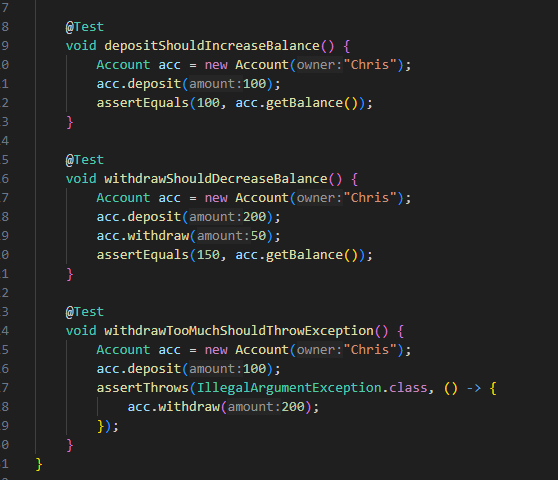 7
8 @Test
9 void depositShouldIncreaseBalance() {
0 Account acc = new Account(owner:"Chris");
1 acc.deposit(amount:100);
2 assertEquals(100, acc.getBalance());
3 }
4
5 @Test
6 void withdrawShouldDecreaseBalance() {
7 Account acc = new Account(owner:"Chris");
8 acc.deposit(amount:200);
9 acc.withdraw(amount:50);
0 assertEquals(150, acc.getBalance());
1 }
2
3 @Test
4 void withdrawTooMuchShouldThrowException() {
5 Account acc = new Account(owner:"Chris");
6 acc.deposit(amount:100);
7 assertThrows(IllegalArgumentException.class, () -> {
8 acc.withdraw(amount:200);
9 });
0 }
1 }